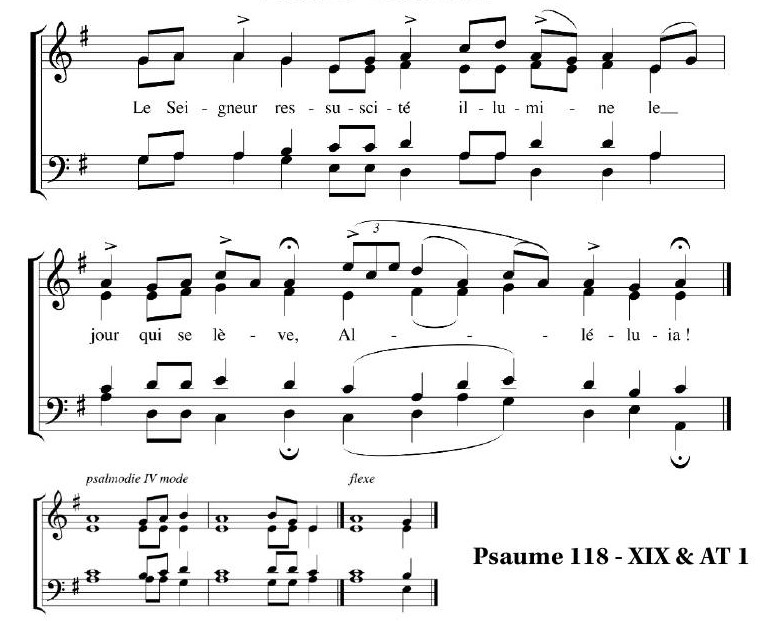 Le Sei - gneur res - su - sci - té il - lu - mi - ne le
jour qui se lè - ve, Al - - - - lé - lu - ia !
3
psalmodie IV mode flexe
Psaume 118 - XIX & AT 1